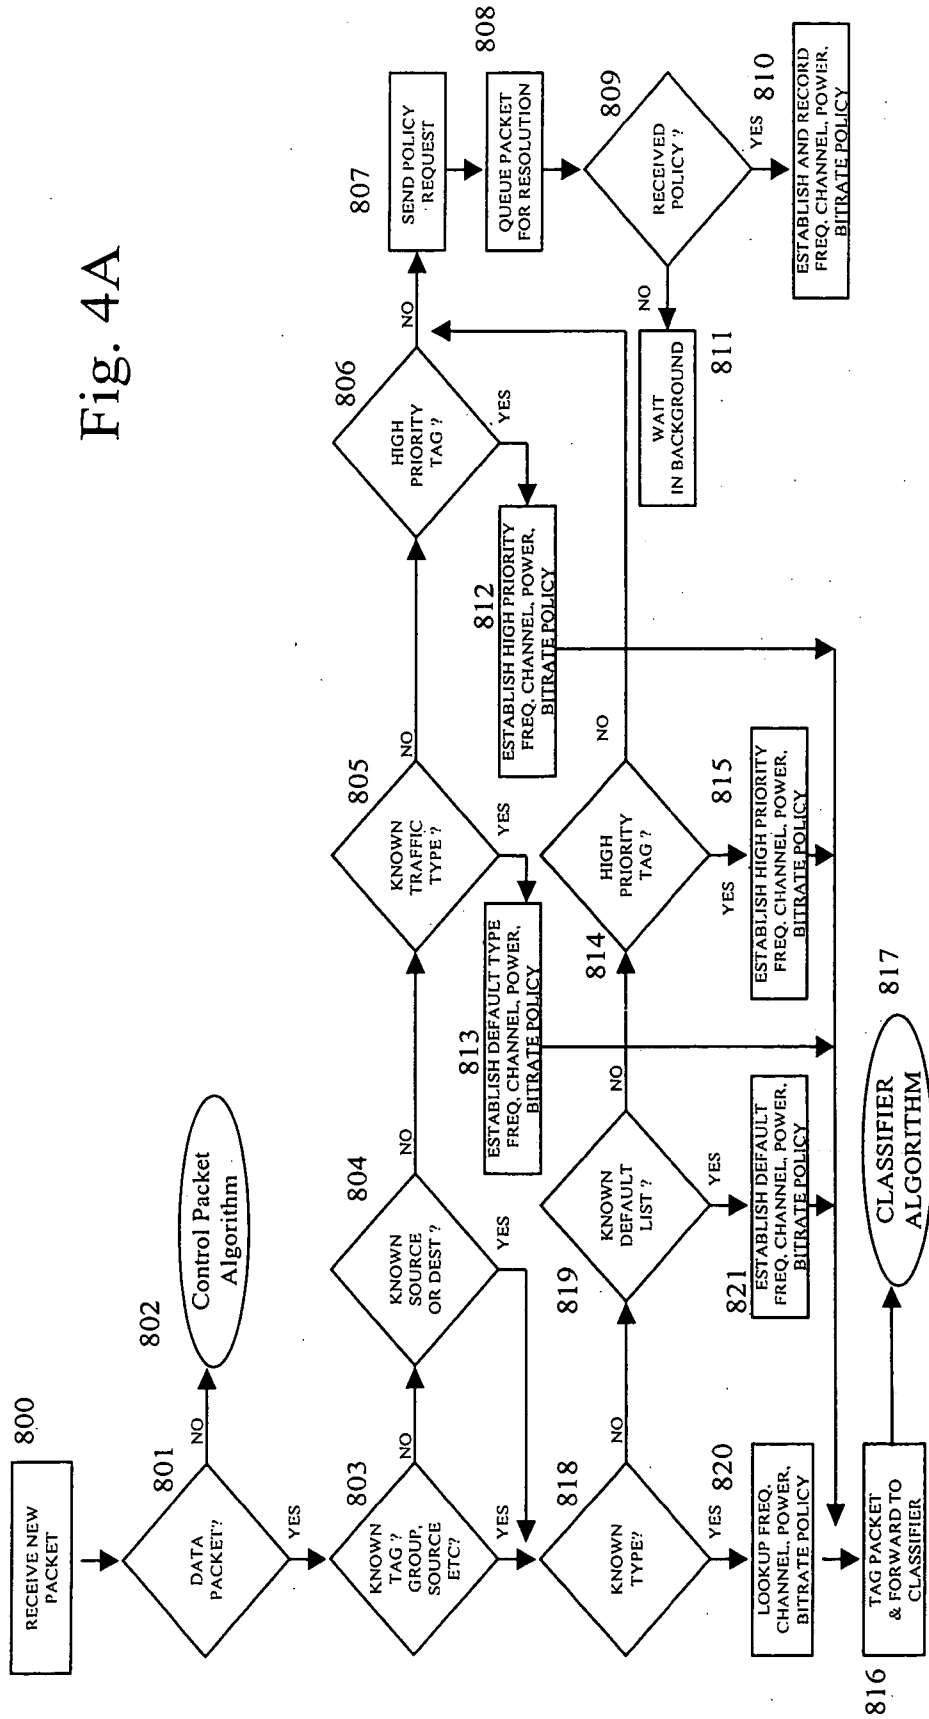 Fig. 4A
800
RECEIVE NEW
PACKET
801
DATA
PACKET?
NO
YES
802
Control Packet
Algorithm
803
KNOWN
TAG ?
GROUP,
SOURCE
ETC?
NO
YES
804
KNOWN
SOURCE
OR DEST ?
NO
YES
805
KNOWN
TRAFFIC
TYPE ?
NO
YES
806
HIGH
PRIORITY
TAG ?
NO
YES
807
SEND POLICY
REQUEST
808
QUEUE PACKET
FOR RESOLUTION
809
RECEIVED
POLICY ?
NO
YES
810
ESTABLISH AND RECORD
FREQ. CHANNEL, POWER,
BITRATE POLICY
811
WAIT
IN BACKGROUND
812
ESTABLISH HIGH PRIORITY
FREQ. CHANNEL, POWER,
BITRATE POLICY
813
ESTABLISH DEFAULT TYPE
FREQ, CHANNEL, POWER,
BITRATE POLICY
818
KNOWN
TYPE?
NO
YES
819
KNOWN
DEFAULT
LIST ?
NO
YES
814
HIGH
PRIORITY
TAG ?
NO
YES
815
ESTABLISH HIGH PRIORITY
FREQ. CHANNEL, POWER,
BITRATE POLICY
820
LOOKUP FREQ.
CHANNEL, POWER,
BITRATE POLICY
821
ESTABLISH DEFAULT
FREQ, CHANNEL, POWER,
BITRATE POLICY
816
TAG PACKET
& FORWARD TO
CLASSIFIER
817
CLASSIFIER
ALGORITHM